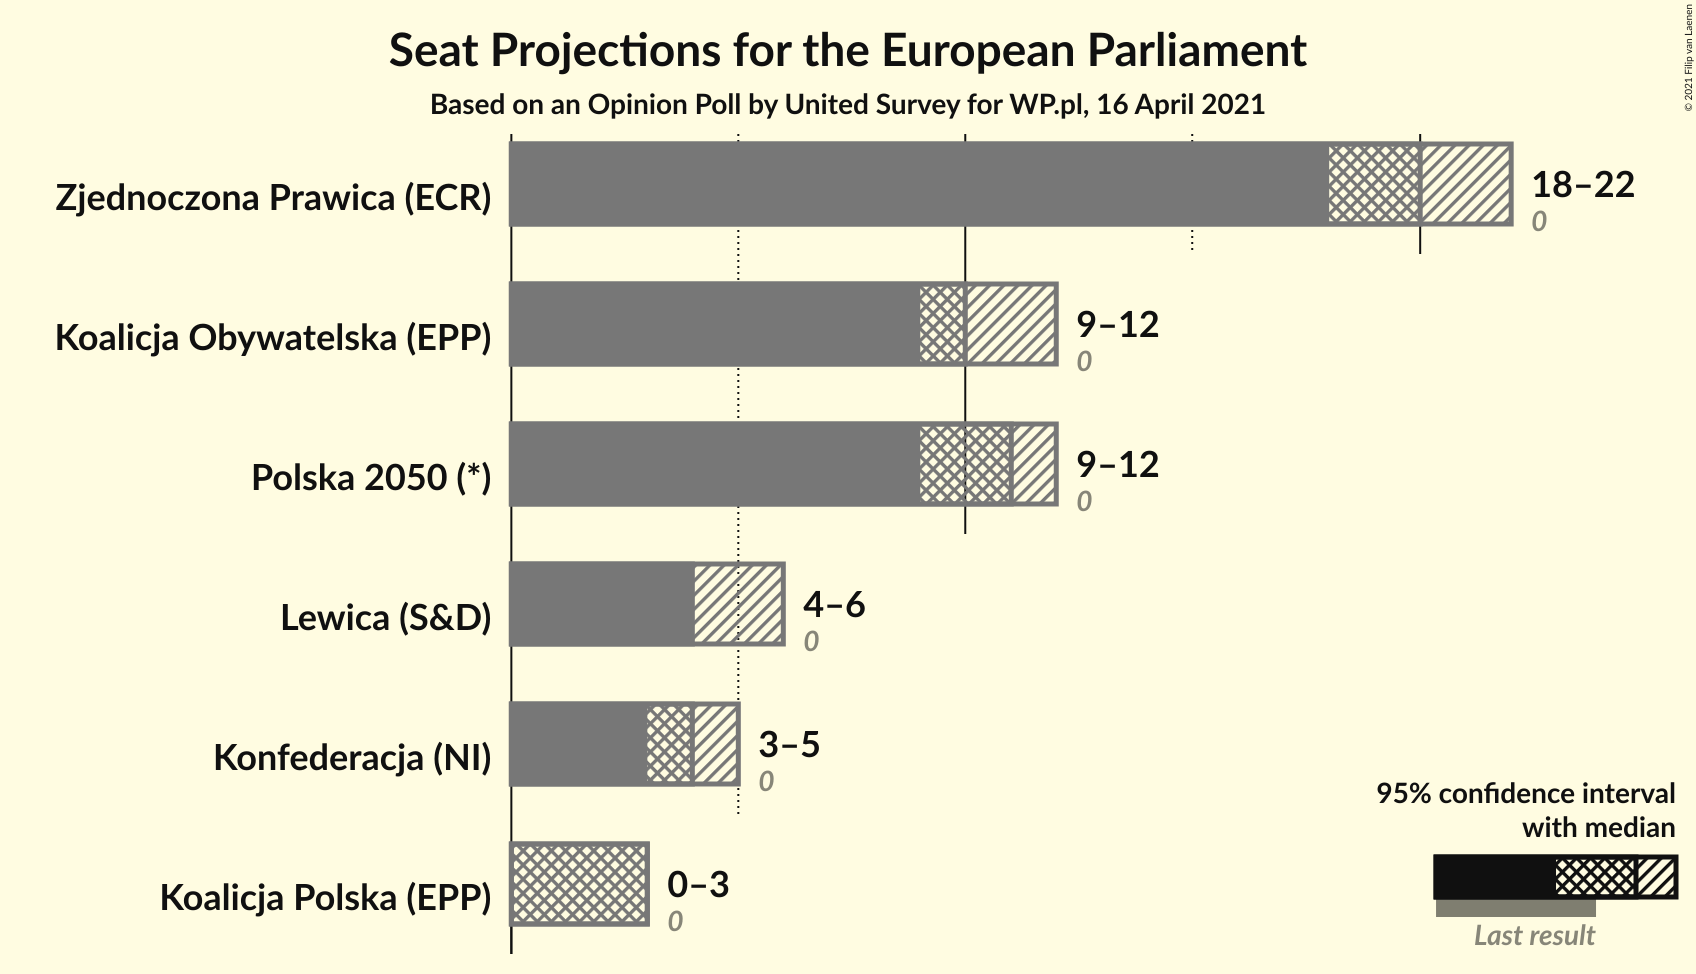 Seat Projections for the European Parliament
Based on an Opinion Poll by United Survey for WP.pl, 16 April 2021
© 2021 Filip van Laenen
Zjednoczona Prawica (ECR)
18–22
0
Koalicja Obywatelska (EPP)
9–12
0
Polska 2050 (*)
9–12
0
Lewica (S&D)
4–6
0
Konfederacja (NI)
3–5
0
Koalicja Polska (EPP)
0–3
0
95% confidence interval
with median
Last result